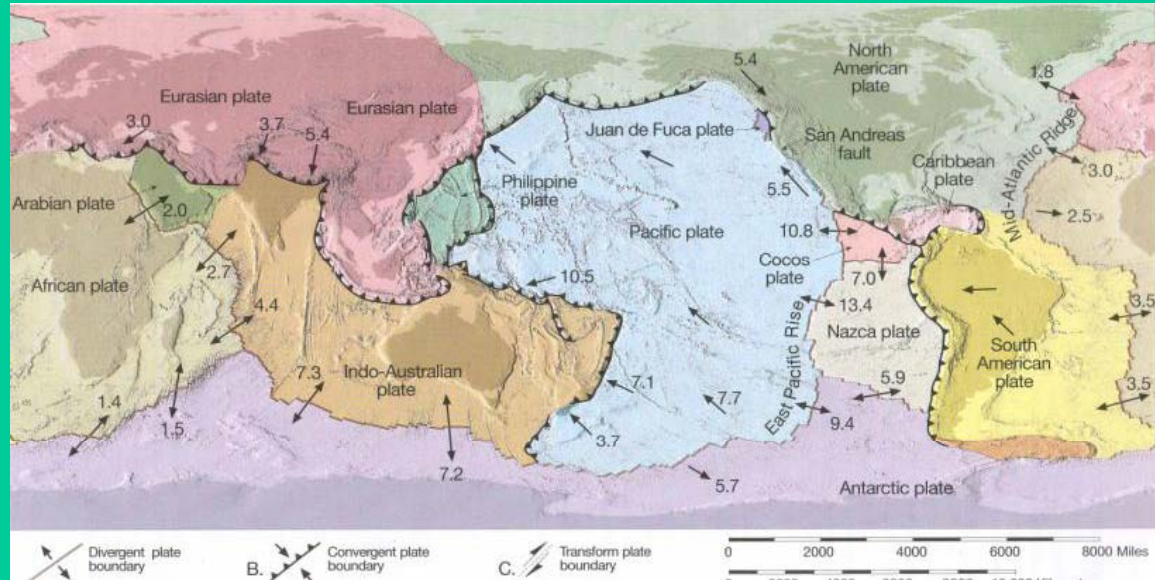 North
American
plate
5.4
1.8
Eurasian plate
Eurasian plate
3.0
3.7
5.4
Juan de Fuca plate
San Andreas
fault
Mid-Atlantic Ridge
Caribbean
plate
3.0
Arabian plate
2.0
Philippine
plate
5.5
2.5
Pacific plate
10.8
Cocos
plate
African plate
2.7
10.5
7.0
4.4
13.4
3.5
East Pacific Rise
Nazca plate
South
American
plate
Indo-Australian
plate
7.3
7.1
5.9
7.7
1.4
1.5
3.7
9.4
3.5
7.2
5.7
Antarctic plate
Divergent plate
boundary
B.
Convergent plate
boundary
C.
Transform plate
boundary
0 2000 4000 6000 8000 Miles